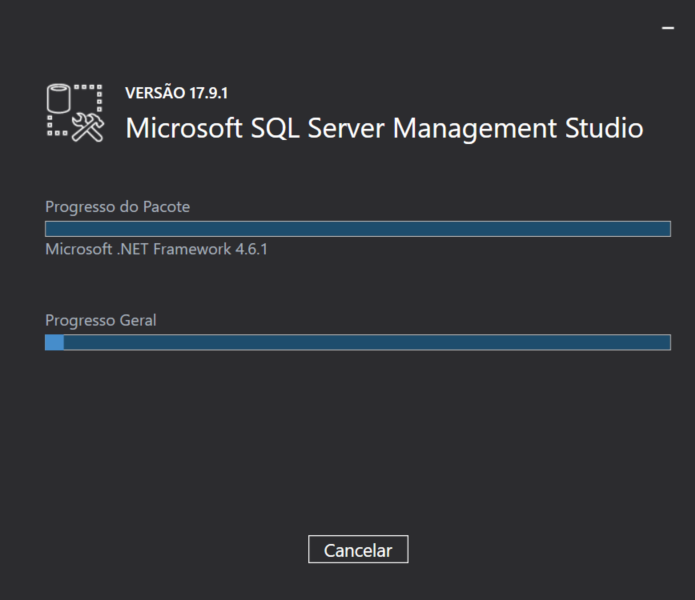 VERSÃO 17.9.1
Microsoft SQL Server Management Studio
Progresso do Pacote
Microsoft .NET Framework 4.6.1
Progresso Geral
Cancelar